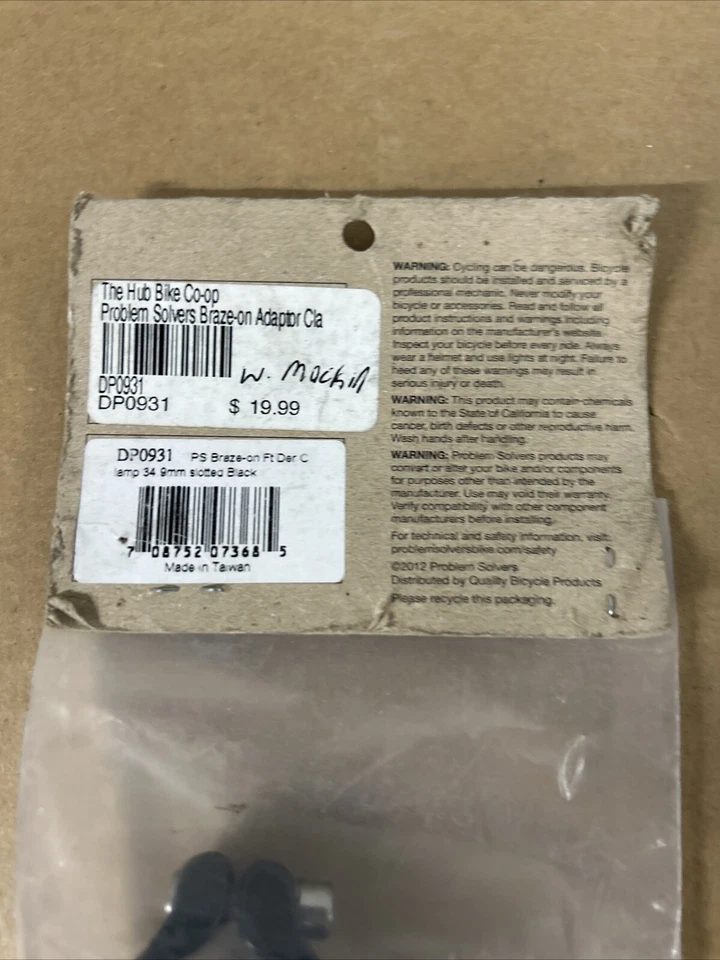 The Hub Bike Co-op
Problem Solvers Braze-on Adaptor Cla
DP0931
DP0931 $ 19.99
W.
DP0931 PS Braze-on Ft Der C
lamp 34.9mm slotted Black
7 08752 07368 5
Made in Taiwan
WARNING: Cycling can be dangerous. Bicycle
products should be installed and serviced by a
professional mechanic. Never modify your
bicycle or accessories. Read and follow all
product instructions and warnings including
information on the manufacturer's website.
Inspect your bicycle before every ride. Always
wear a helmet and use lights at night. Failure to
heed any of these warnings may result in
serious injury or death.
WARNING: This product may contain chemicals
known to the State of California to cause
cancer, birth defects or other reproductive harm.
Wash hands after handling.
WARNING: Problem Solvers products may
convert or alter your bike and/or components
for purposes other than intended by the
manufacturer. Use may void their warranty.
Verify compatibility with other component
manufacturers before installing.
For technical and safety information, visit:
problemsolversbike.com/safety
©2012 Problem Solvers
Distributed by Quality Bicycle Products
Please recycle this packaging.